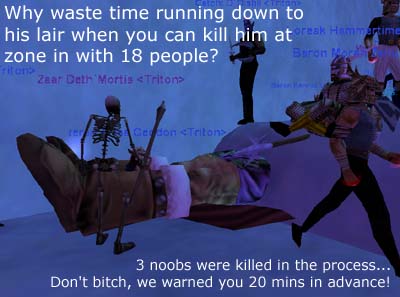 Why waste time running down to
his lair when you can kill him at
zone in with 18 people?
Zaar Deth`Mortis <Triton>
<Triton>
3 noobs were killed in the process...
Don't bitch, we warned you 20 mins in advance!